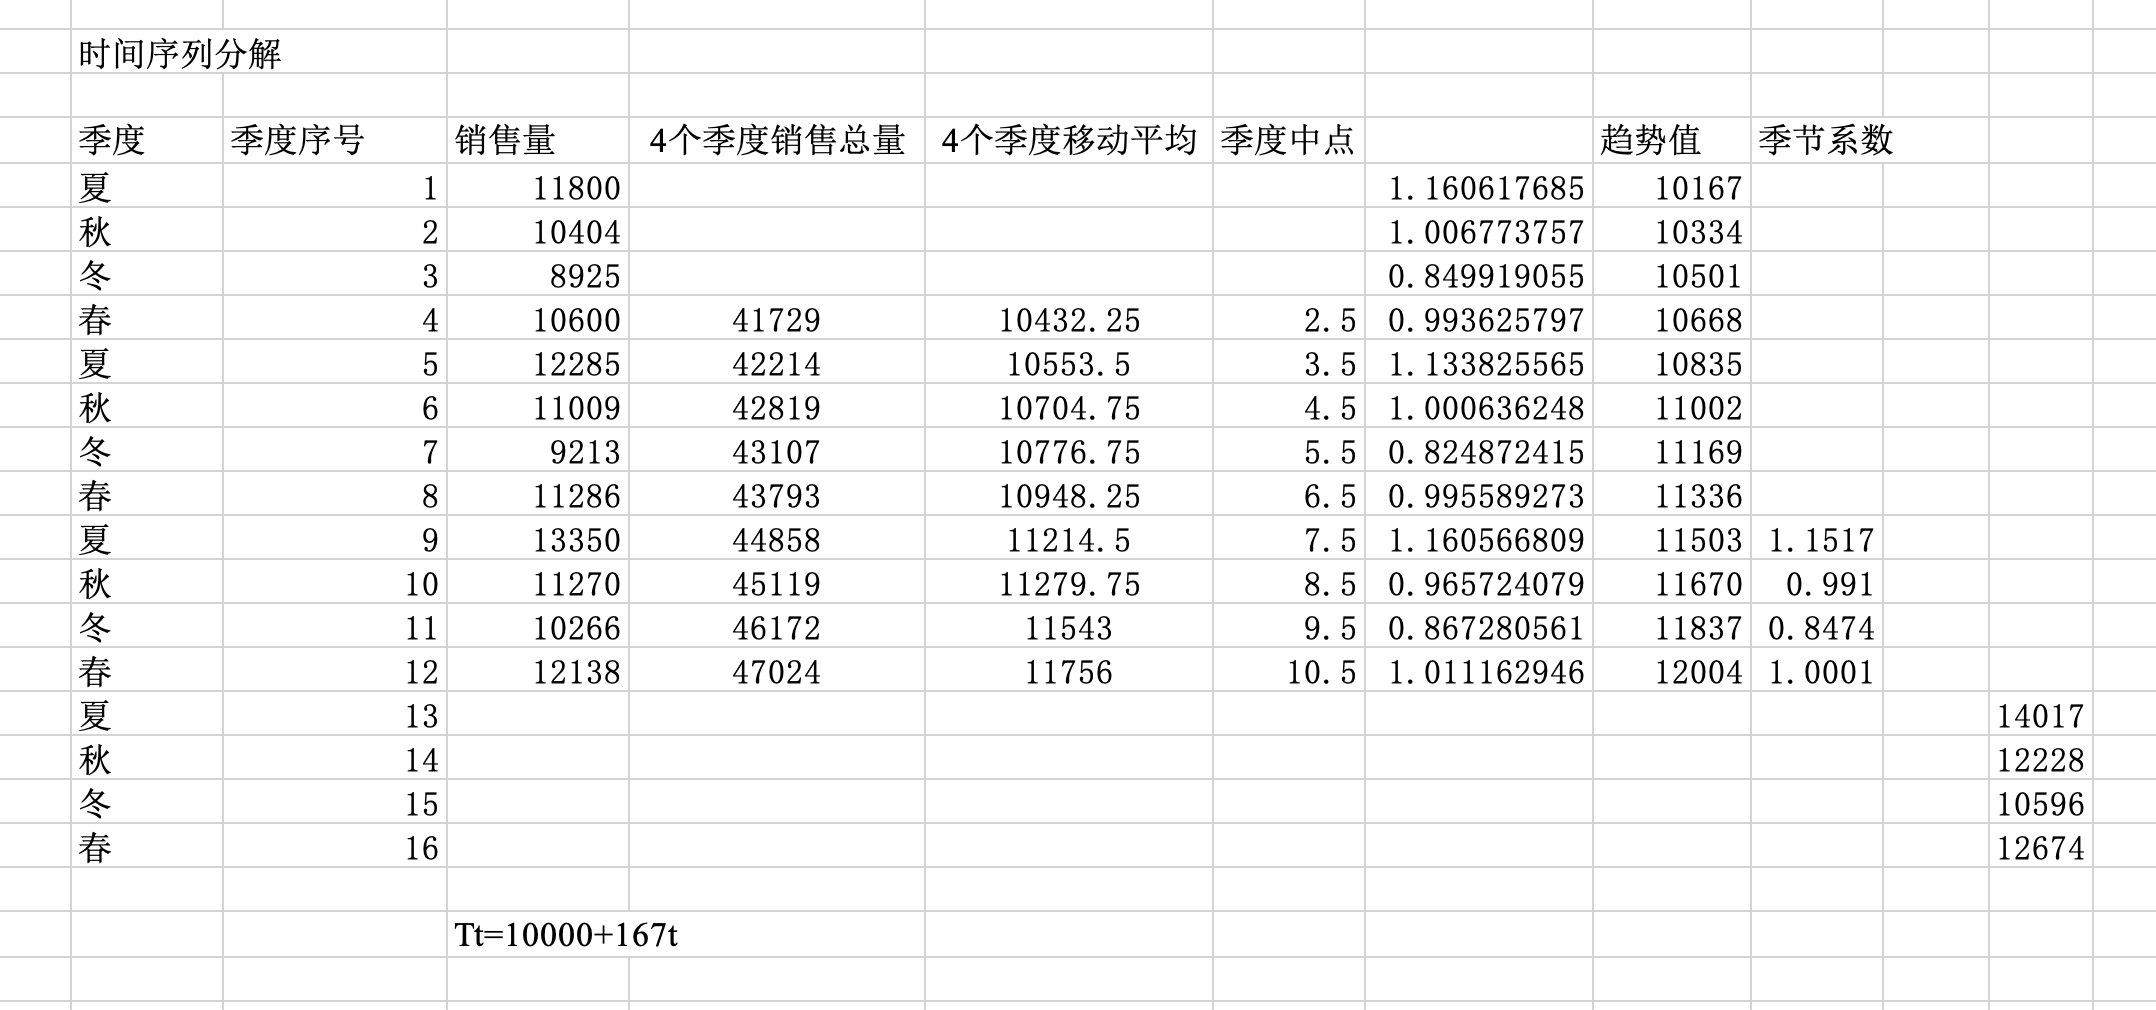 时间序列分解
季度 季度序号 销售量 4个季度销售总量 4个季度移动平均 季度中点 趋势值 季节系数
夏 1 11800 1.160617685 10167
秋 2 10404 1.006773757 10334
冬 3 8925 0.849919055 10501
春 4 10600 41729 10432.25 2.5 0.993625797 10668
夏 5 12285 42214 10553.5 3.5 1.133825565 10835
秋 6 11009 42819 10704.75 4.5 1.000636248 11002
冬 7 9213 43107 10776.75 5.5 0.824872415 11169
春 8 11286 43793 10948.25 6.5 0.995589273 11336
夏 9 13350 44858 11214.5 7.5 1.160566809 11503 1.1517
秋 10 11270 45119 11279.75 8.5 0.965724079 11670 0.991
冬 11 10266 46172 11543 9.5 0.867280561 11837 0.8474
春 12 12138 47024 11756 10.5 1.011162946 12004 1.0001
夏 13 14017
秋 14 12228
冬 15 10596
春 16 12674
Tt=10000+167t